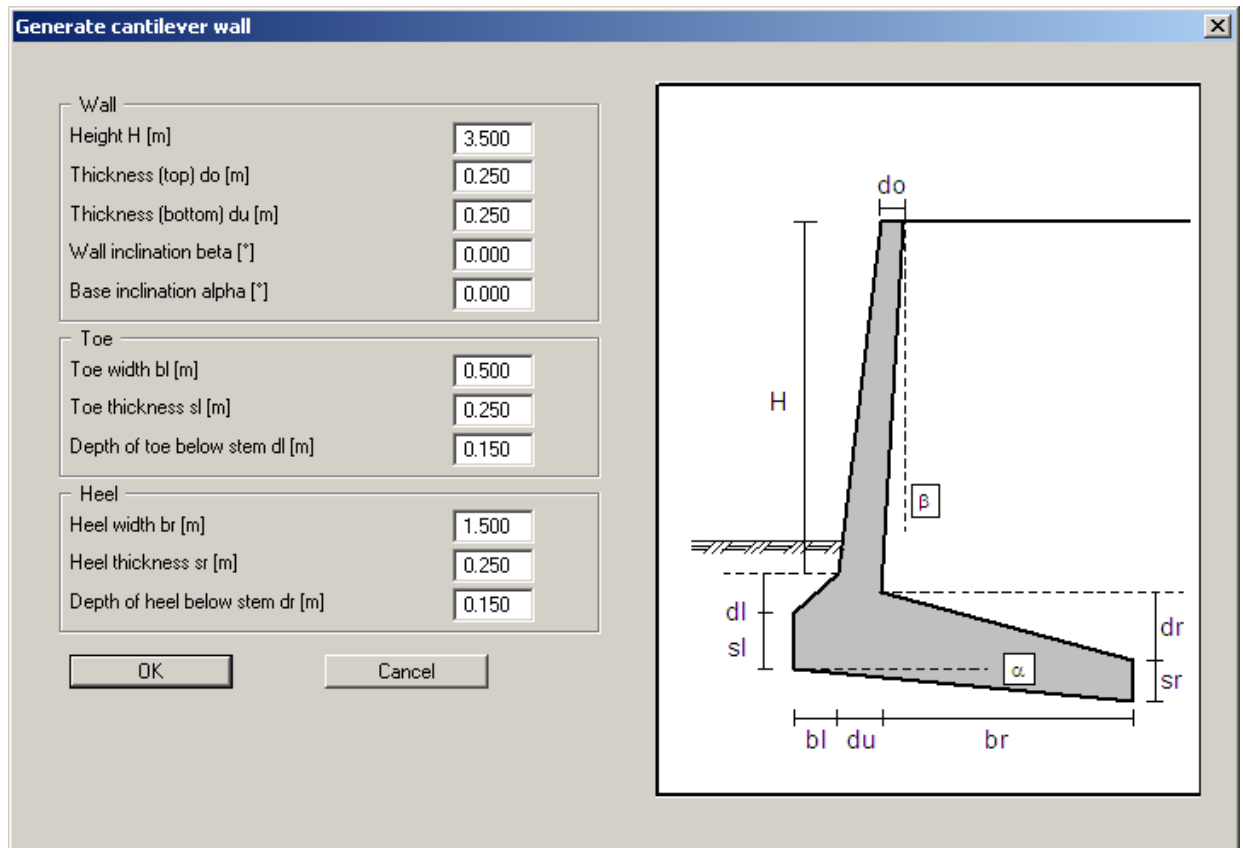 Generate cantilever wall
Wall
Height H [m] 3.500
Thickness (top) do [m] 0.250
Thickness (bottom) du [m] 0.250
Wall inclination beta [°] 0.000
Base inclination alpha [°] 0.000
Toe
Toe width bl [m] 0.500
Toe thickness sl [m] 0.250
Depth of toe below stem dl [m] 0.150
Heel
Heel width br [m] 1.500
Heel thickness sr [m] 0.250
Depth of heel below stem dr [m] 0.150
OK Cancel
do
H
β
dl
sl
dr
sr
α
bl du br